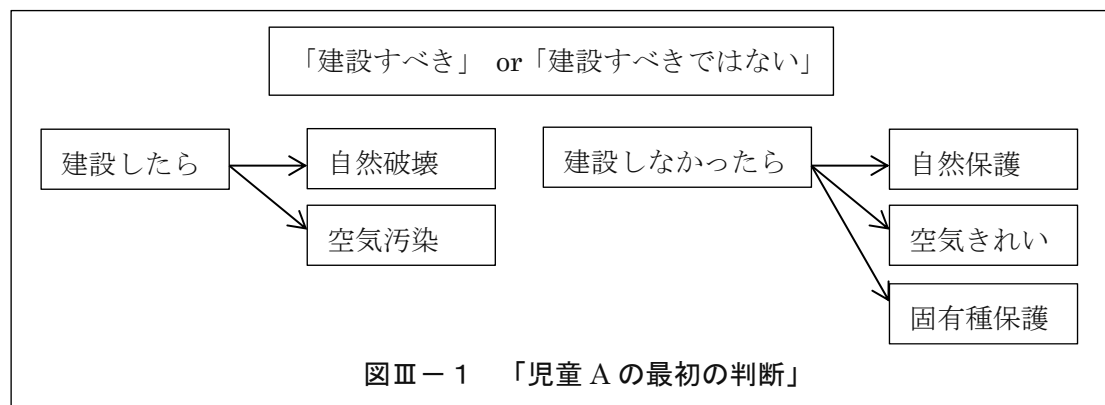 「建設すべき」 or「建設すべきではない」
建設したら
自然破壊
空気汚染
建設しなかったら
自然保護
空気きれい
固有種保護
図Ⅲー１ 「児童 A の最初の判断」